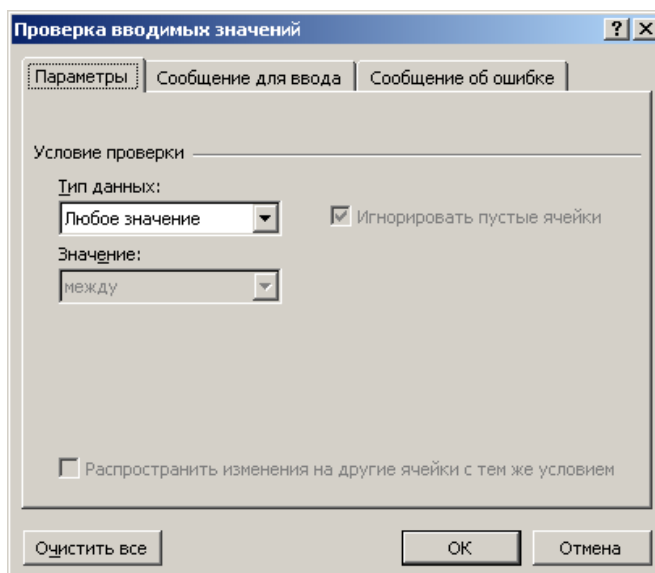 Проверка вводимых значений
Параметры
Сообщение для ввода
Сообщение об ошибке
Условие проверки
Тип данных:
Любое значение
Игнорировать пустые ячейки
Значение:
между
Распространить изменения на другие ячейки с тем же условием
Очистить все
ОК
Отмена